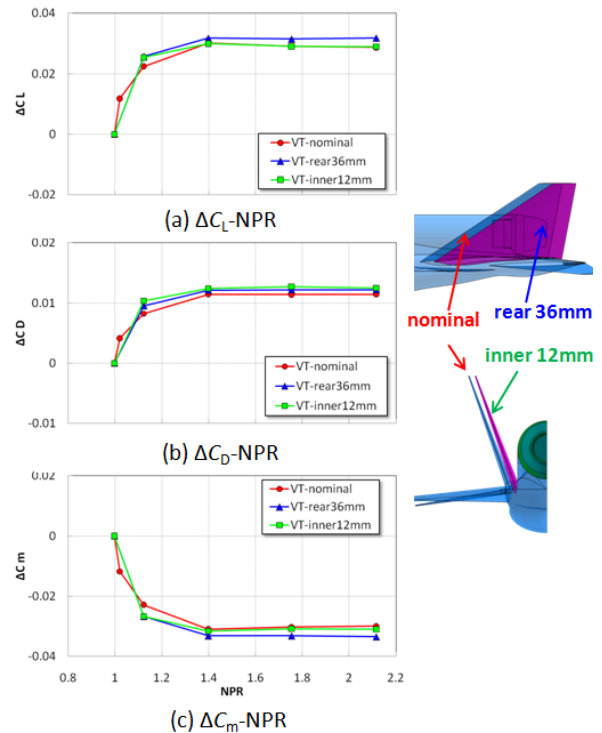 0.04
0.02
0
-0.02
ΔC L
VT-nominal
VT-rear36mm
VT-inner12mm
(a) ΔCL-NPR
0.02
0.01
0
-0.01
ΔC D
VT-nominal
VT-rear36mm
VT-inner12mm
(b) ΔCD-NPR
0.02
0
-0.02
-0.04
ΔC m
VT-nominal
VT-rear36mm
VT-inner12mm
0.8 1 1.2 1.4 1.6 1.8 2 2.2
NPR
(c) ΔCm-NPR
nominal
rear 36mm
inner 12mm